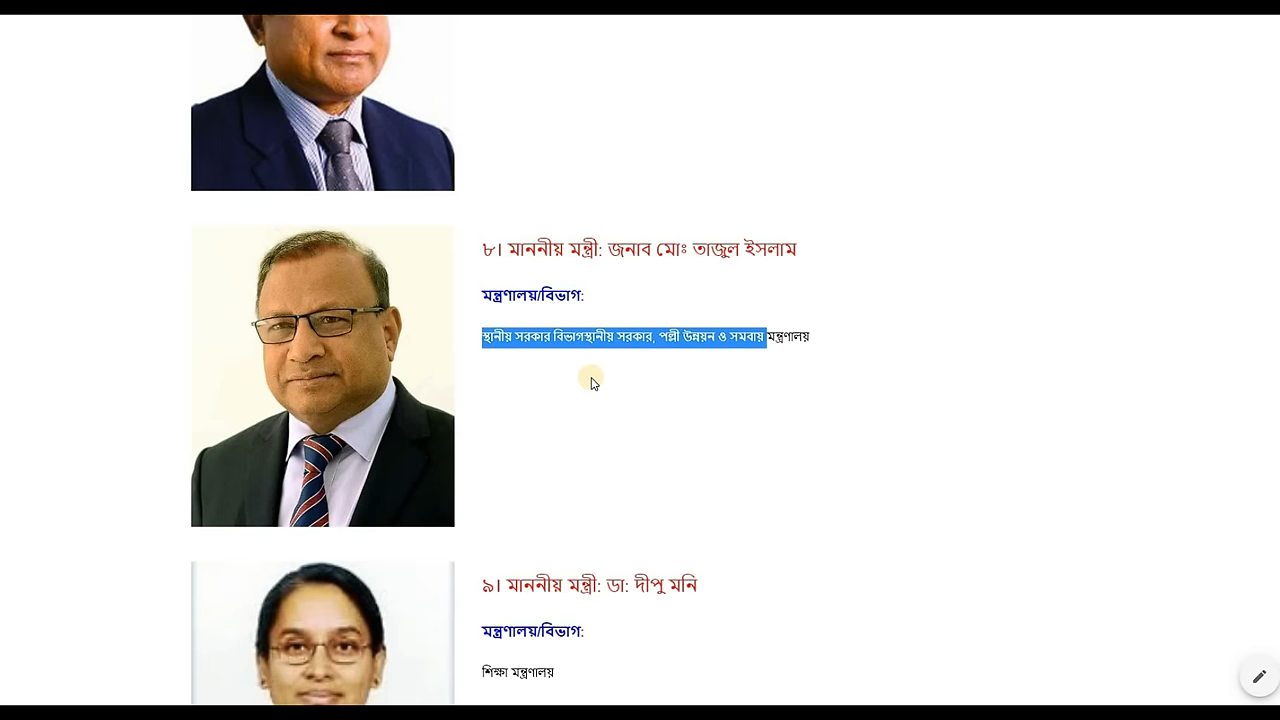 ৮। মাননীয় মন্ত্রী: জনাব মোঃ তাজুল ইসলাম
মন্ত্রণালয়/বিভাগ:
স্থানীয় সরকার বিভাগস্থানীয় সরকার, পল্লী উন্নয়ন ও সমবায় মন্ত্রণালয়
৯। মাননীয় মন্ত্রী: ডা: দীপু মনি
মন্ত্রণালয়/বিভাগ:
শিক্ষা মন্ত্রণালয়